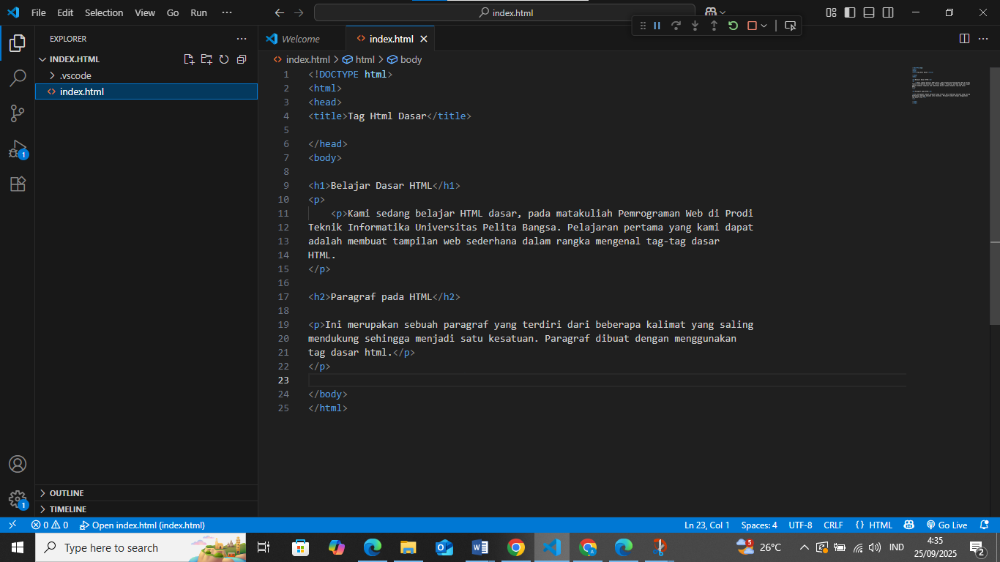 File Edit Selection View Go Run ···
index.html
EXPLORER
Welcome
index.html
INDEX.HTML
.vscode
index.html
index.html > html > body
1 <!DOCTYPE html>
2 <html>
3 <head>
4 <title>Tag Html Dasar</title>
5
6 </head>
7 <body>
8
9 <h1>Belajar Dasar HTML</h1>
10 <p>
11     <p>Kami sedang belajar HTML dasar, pada matakuliah Pemrograman Web di Prodi
12 Teknik Informatika Universitas Pelita Bangsa. Pelajaran pertama yang kami dapat
13 adalah membuat tampilan web sederhana dalam rangka mengenal tag-tag dasar
14 HTML.
15 </p>
16
17 <h2>Paragraf pada HTML</h2>
18
19 <p>Ini merupakan sebuah paragraf yang terdiri dari beberapa kalimat yang saling
20 mendukung sehingga menjadi satu kesatuan. Paragraf dibuat dengan menggunakan
21 tag dasar html.</p>
22 </p>
23
24 </body>
25 </html>
1
OUTLINE
1
TIMELINE
0 0 Open index.html (index.html) Ln 23, Col 1 Spaces: 4 UTF-8 CRLF {} HTML Go Live
Type here to search
5 26°C IND 4:35
25/09/2025 2